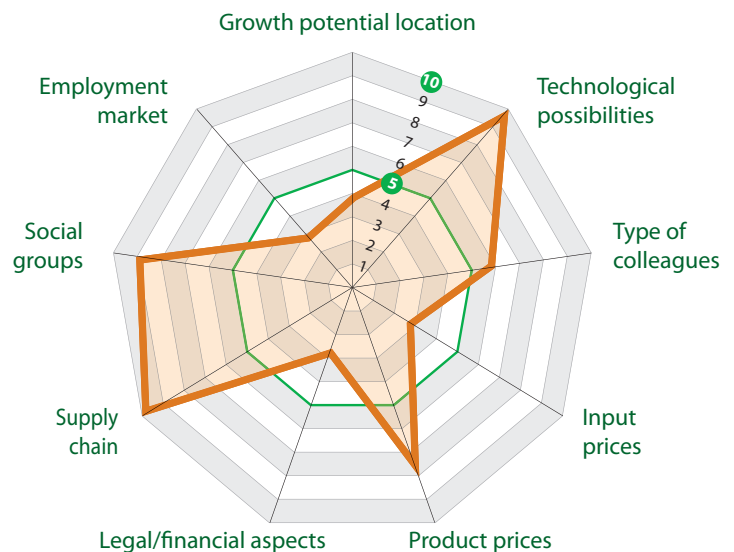 Growth potential location
Employment
market
10
9
8
7
6
5
4
3
2
1
Technological
possibilities
Social
groups
Type of
colleagues
Supply
chain
Input
prices
Legal/financial aspects
Product prices